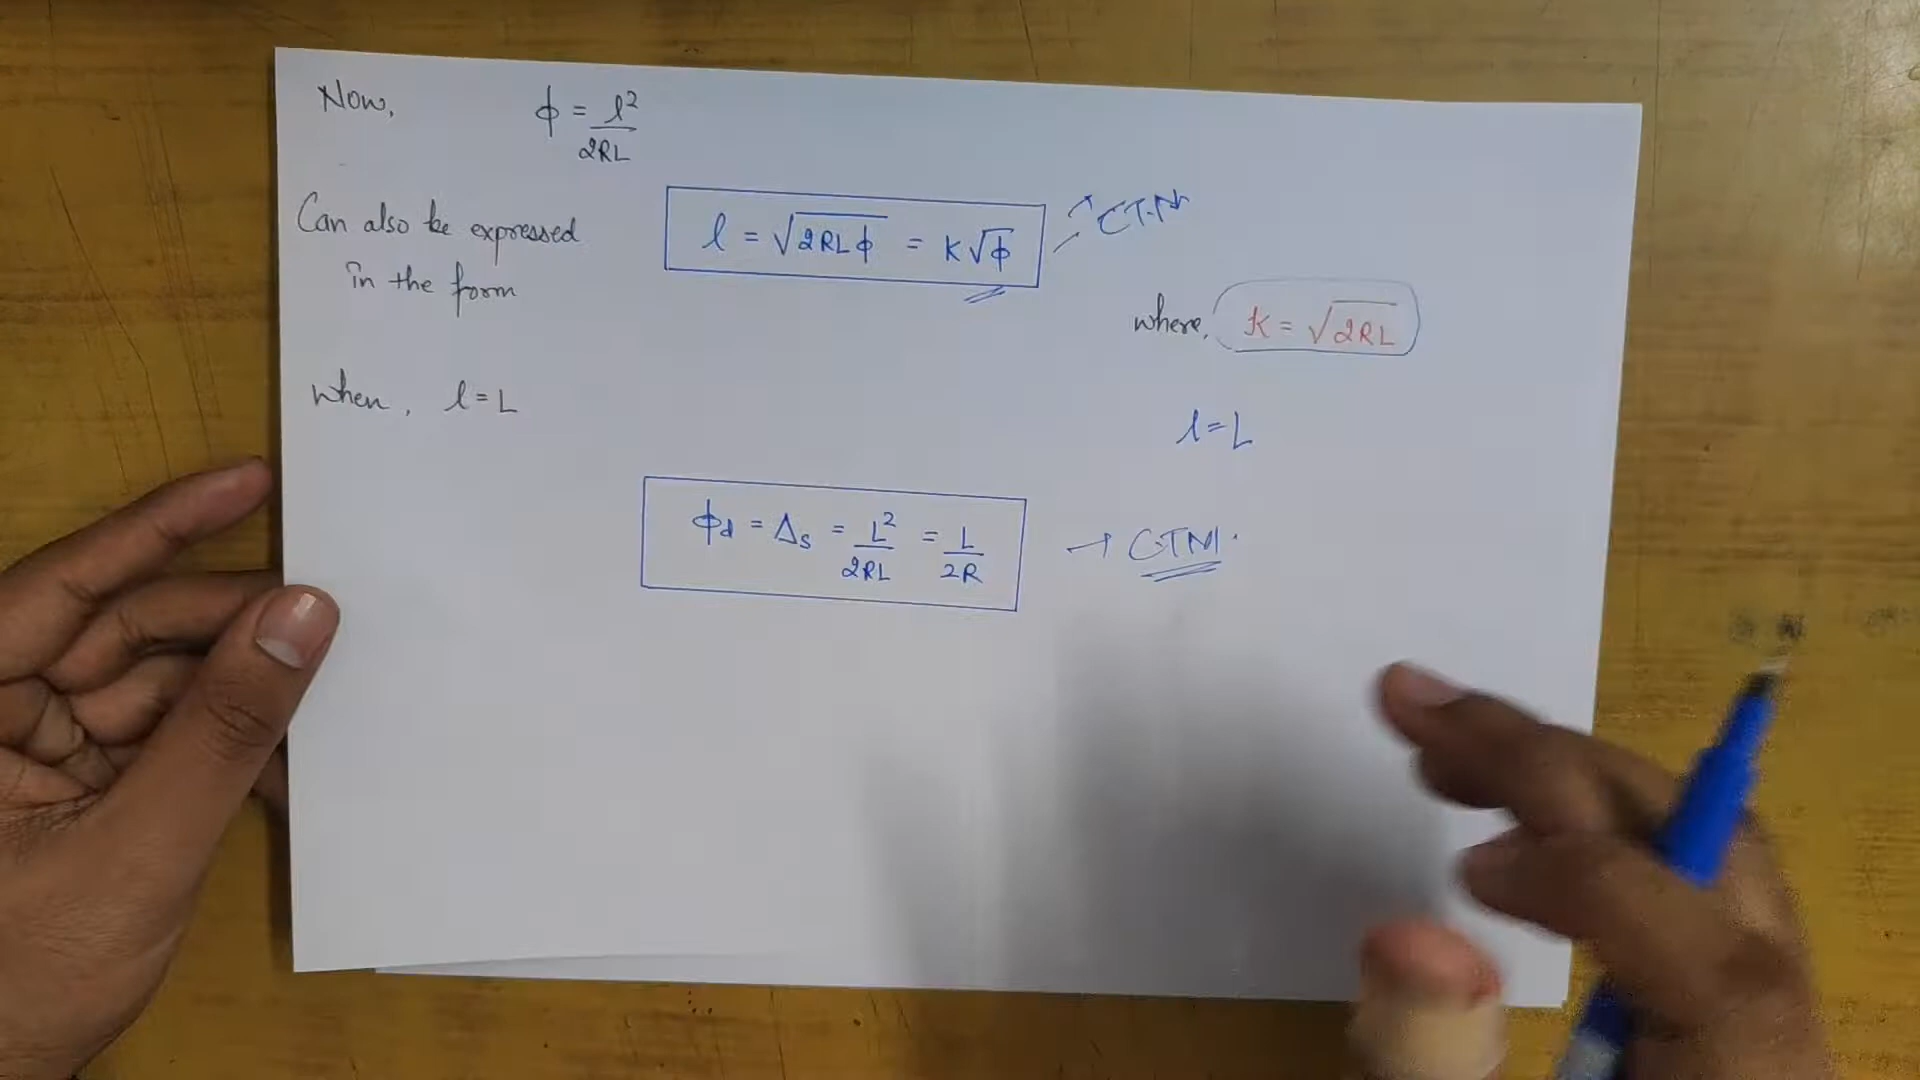 Now, ϕ = l²/2RL
Can also be expressed
in the form
l = √2RLϕ = K√ϕ
where, K = √2RL
When, l = L
l = L
ϕd = Δs = L²/2RL = L/2R